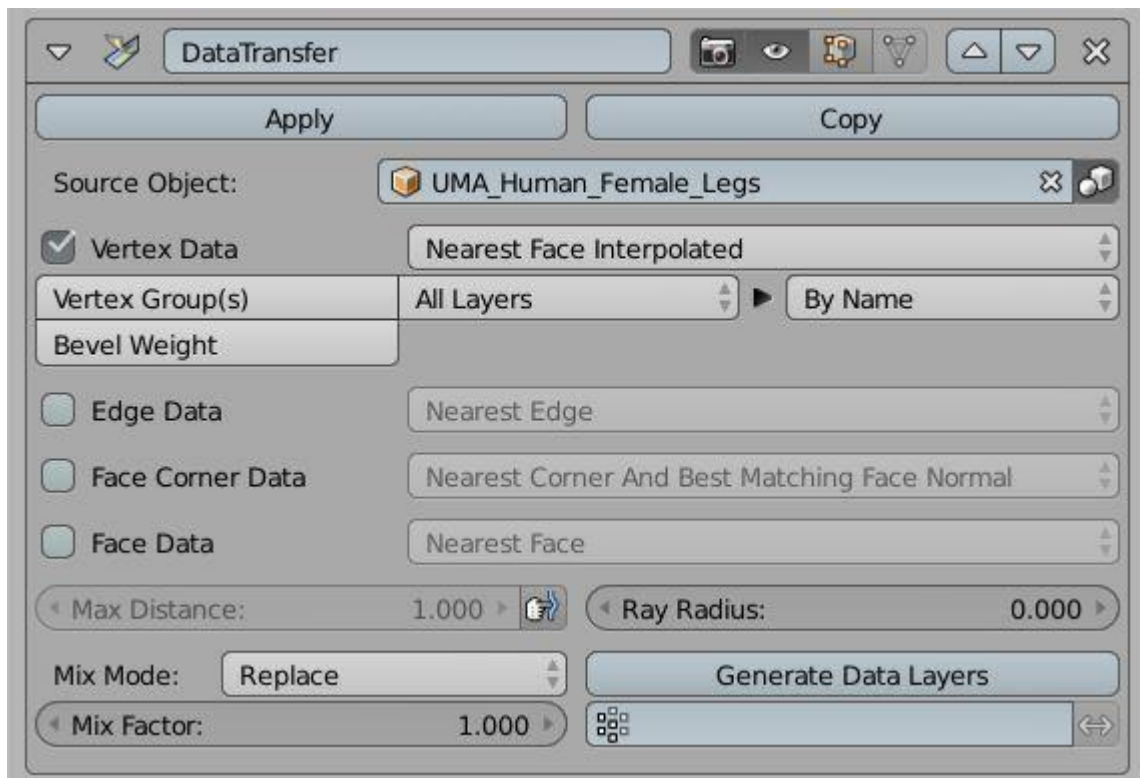 DataTransfer
Apply Copy
Source Object: UMA_Human_Female_Legs
Vertex Data Nearest Face Interpolated
Vertex Group(s) All Layers By Name
Bevel Weight
Edge Data Nearest Edge
Face Corner Data Nearest Corner And Best Matching Face Normal
Face Data Nearest Face
Max Distance: 1.000 Ray Radius: 0.000
Mix Mode: Replace Generate Data Layers
Mix Factor: 1.000